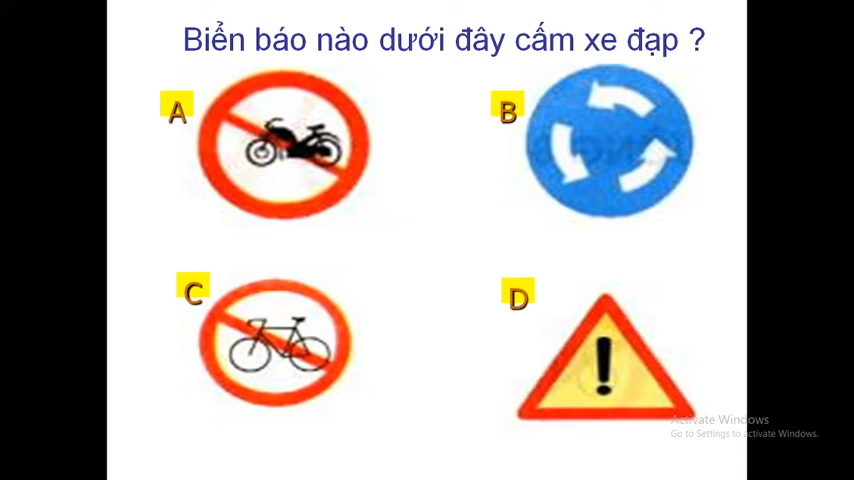 Biển báo nào dưới đây cấm xe đạp ?
A
B
C
D
Activate Windows
Go to Settings to activate Windows.